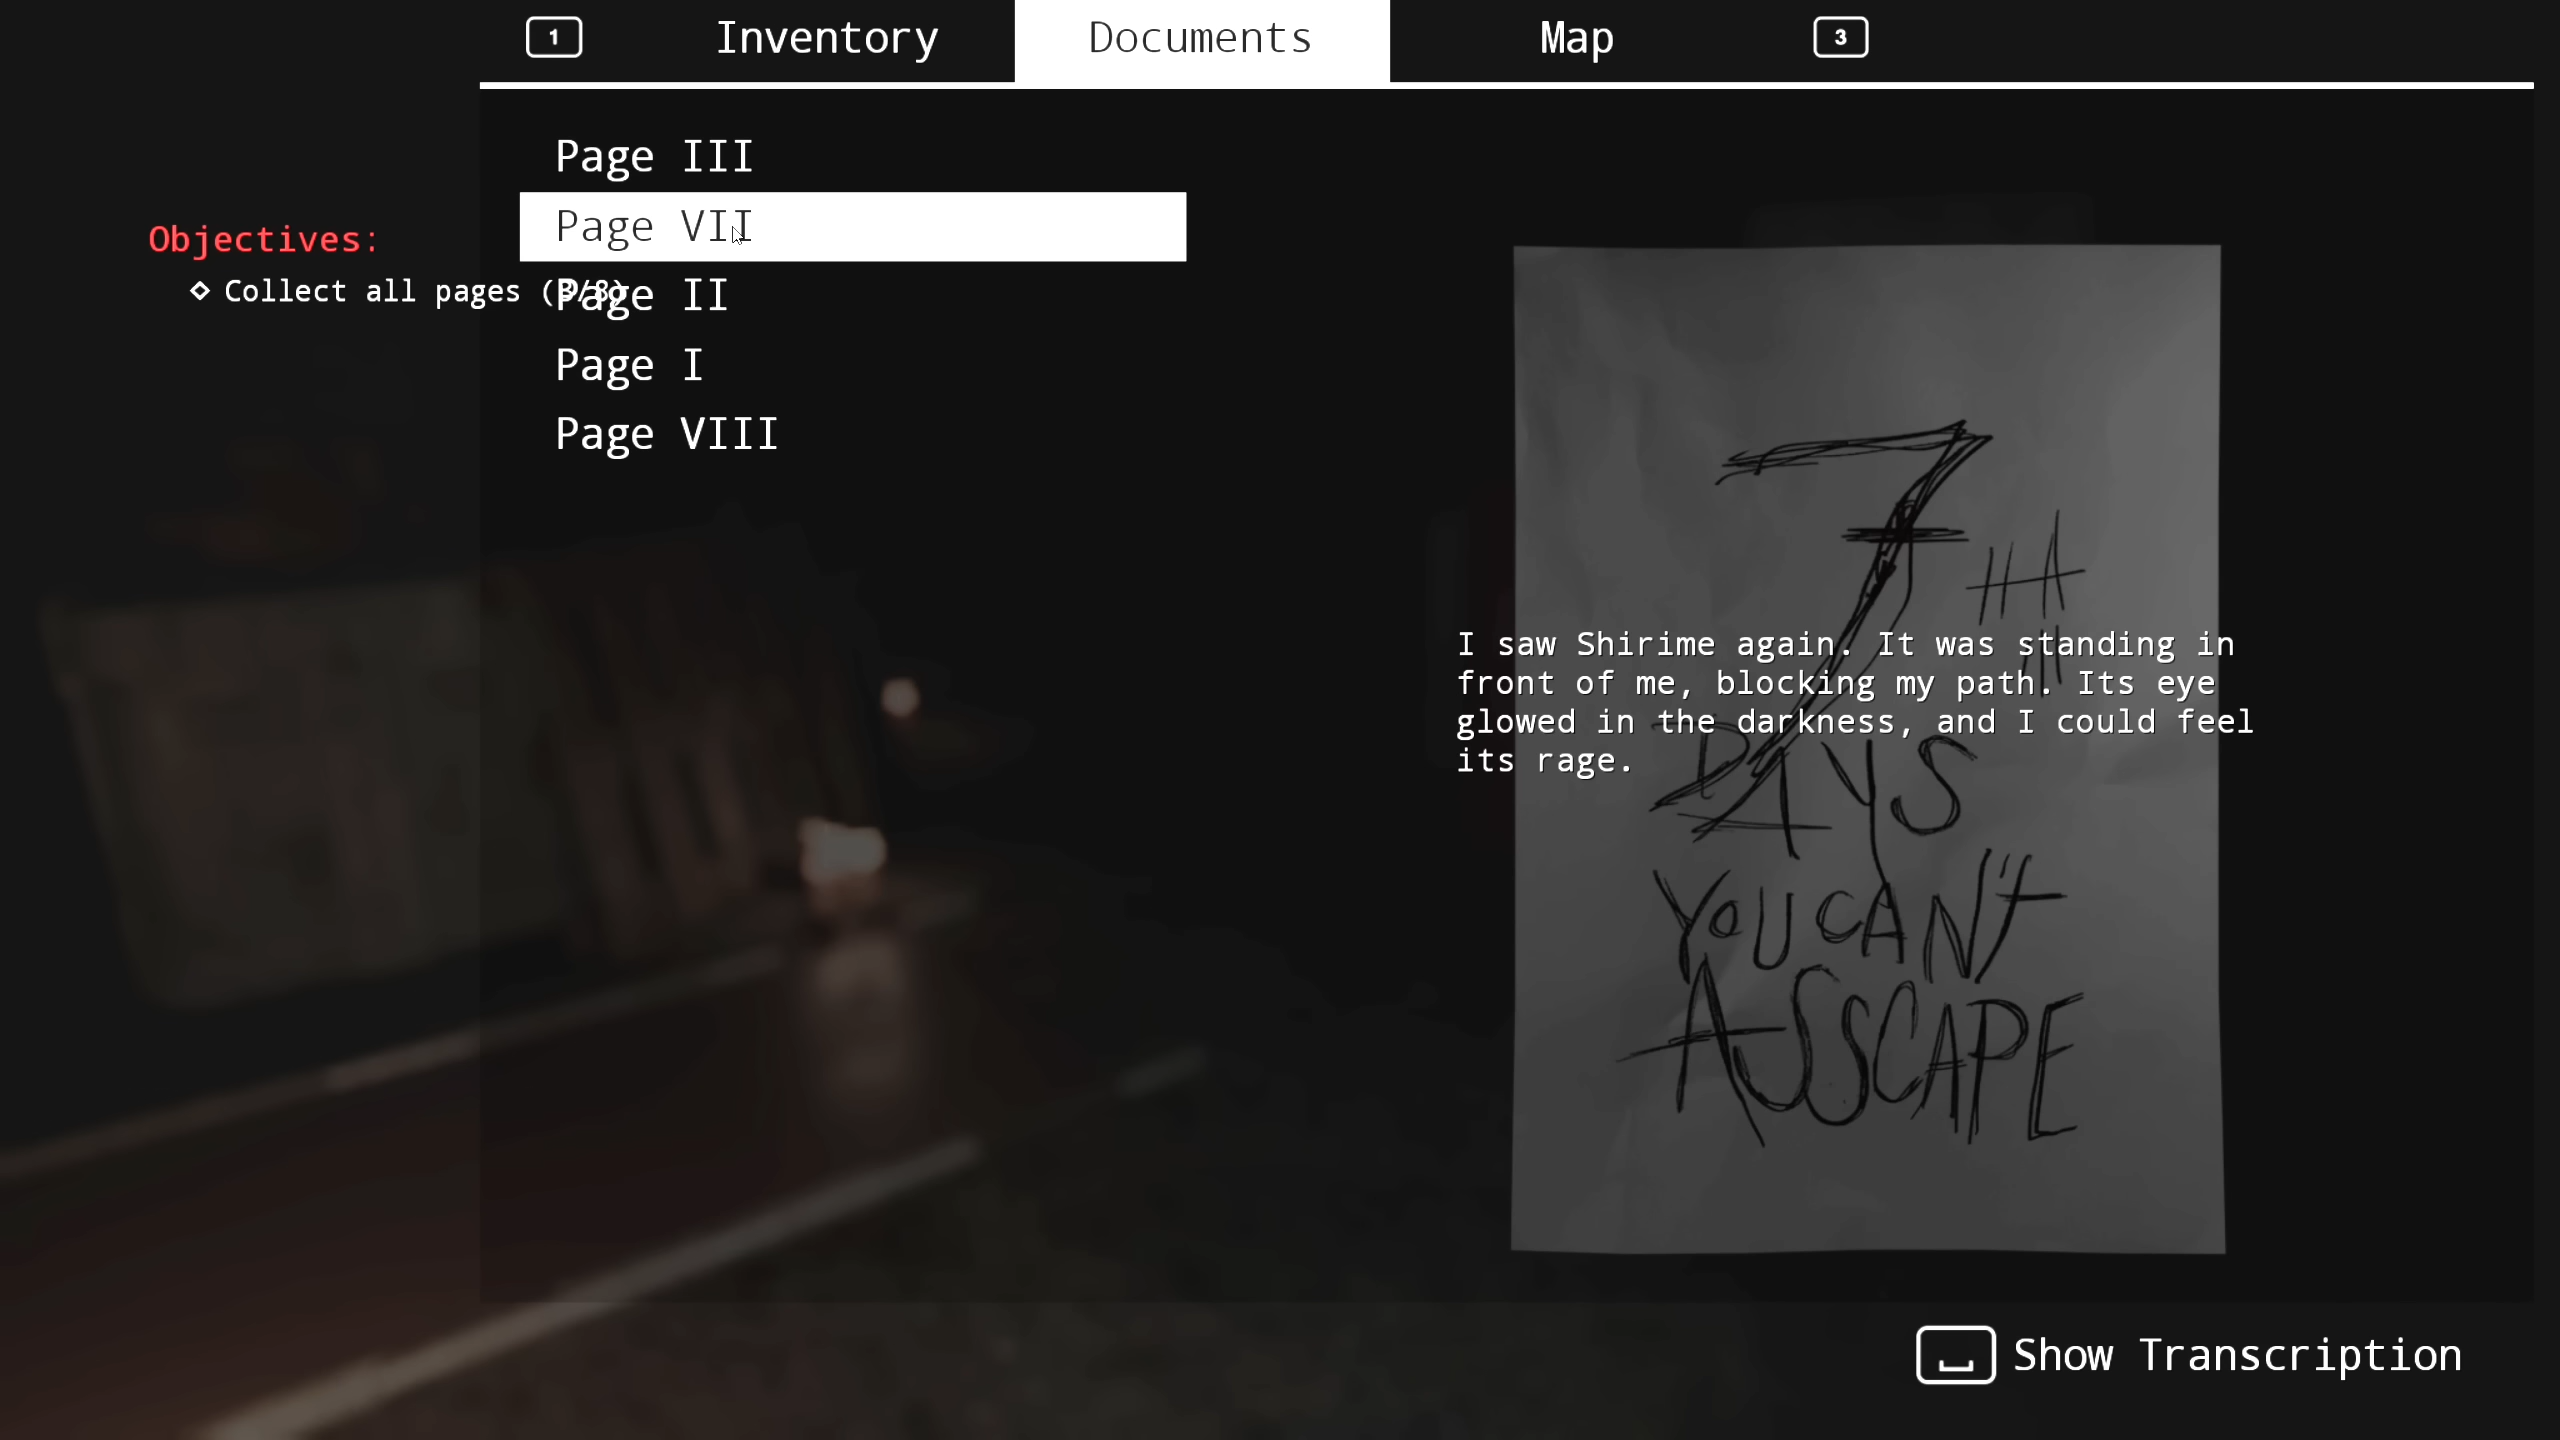 1 Inventory Documents Map 3
Objectives:
Collect all pages
Page III
Page VII
Page II
Page I
Page VIII
I saw Shirime again. It was standing in
front of me, blocking my path. Its eye
glowed in the darkness, and I could feel
its rage.
7
DAYS
YOU CAN'T
ASSCAPE
Show Transcription